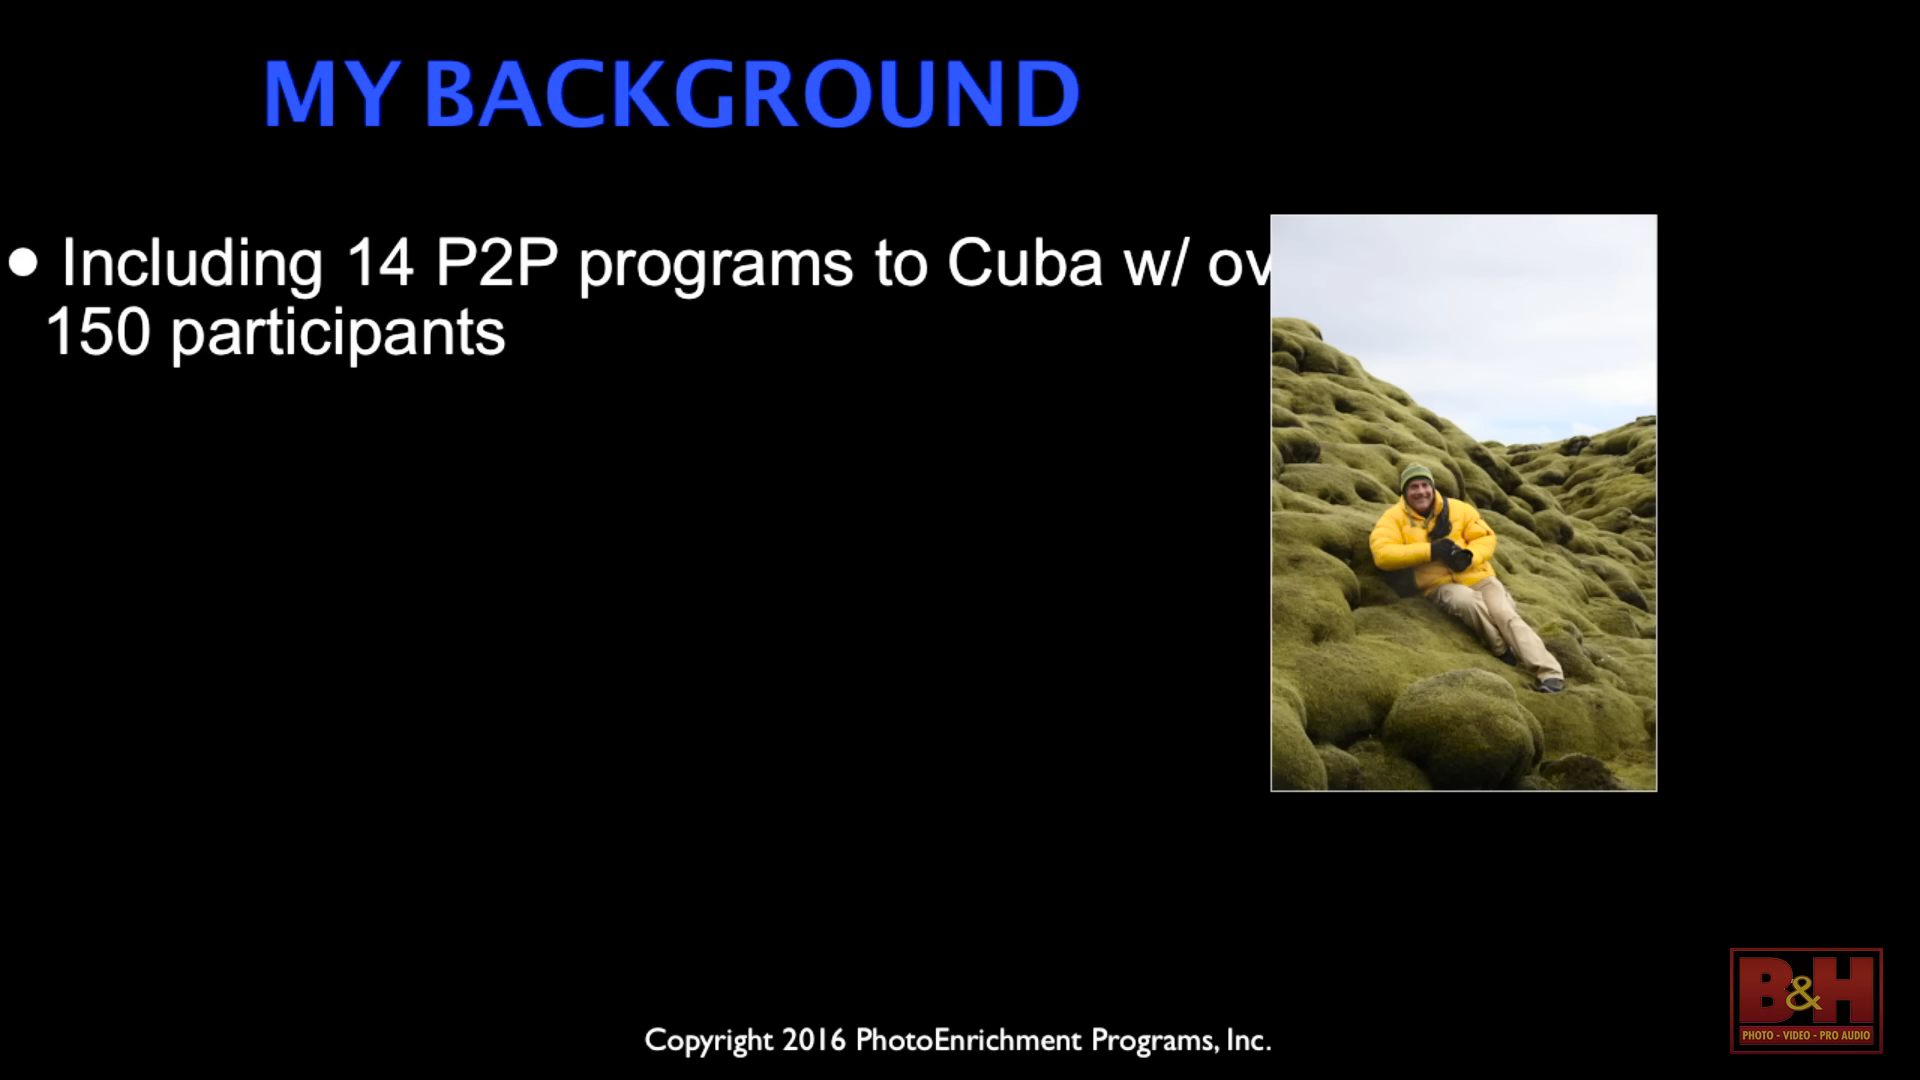 MY BACKGROUND
• Including 14 P2P programs to Cuba w/ ov
150 participants
B&H
PHOTO - VIDEO - PRO AUDIO
Copyright 2016 PhotoEnrichment Programs, Inc.